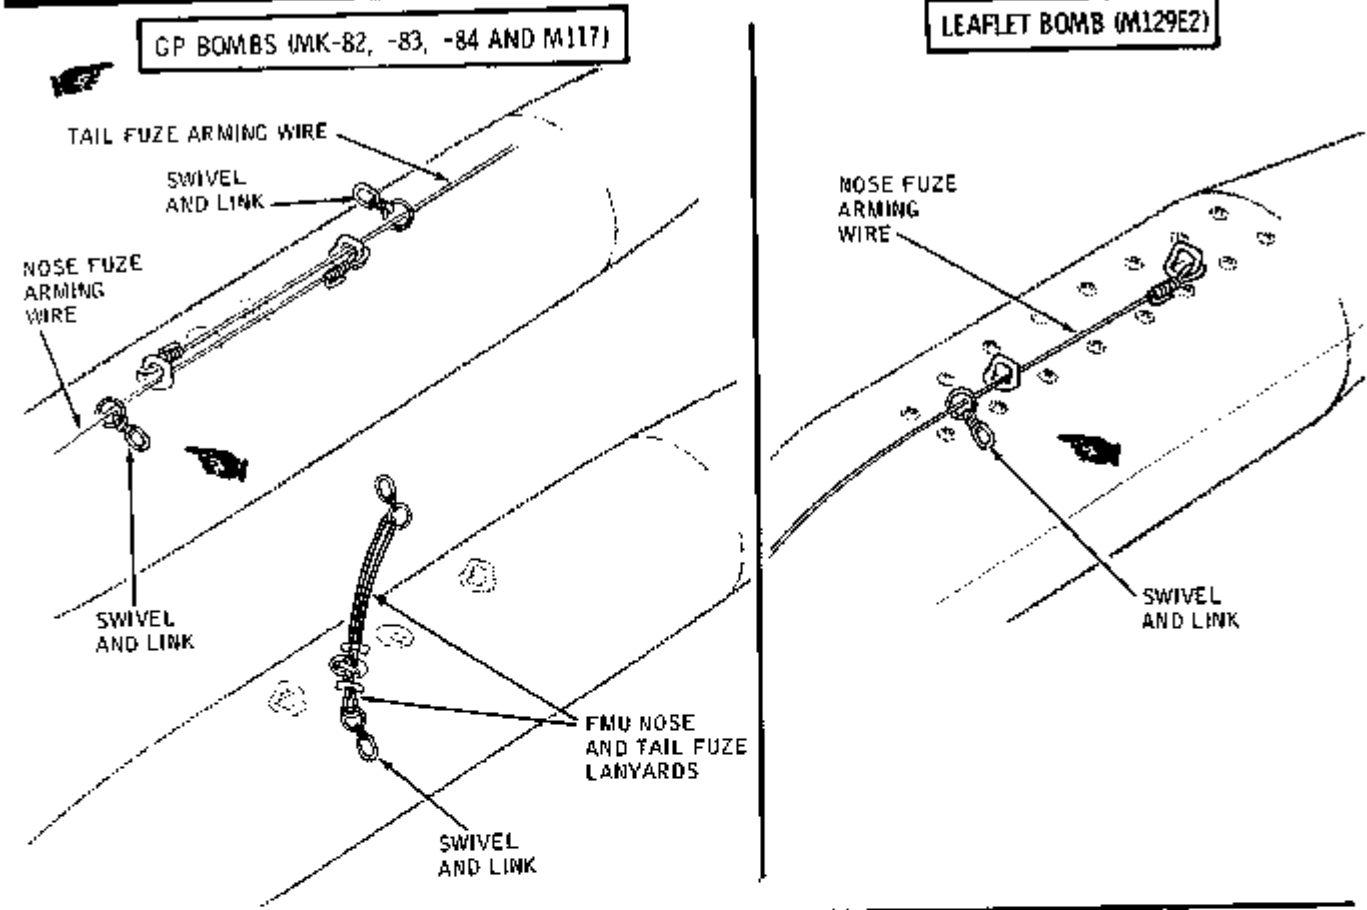 GP BOMBS (MK-82, -83, -84 AND M117)
TAIL FUZE ARMING WIRE
SWIVEL
AND LINK
NOSE FUZE
ARMING
WIRE
SWIVEL
AND LINK
FMU NOSE
AND TAIL FUZE
LANYARDS
SWIVEL
AND LINK
LEAFLET BOMB (M129E2)
NOSE FUZE
ARMING
WIRE
SWIVEL
AND LINK